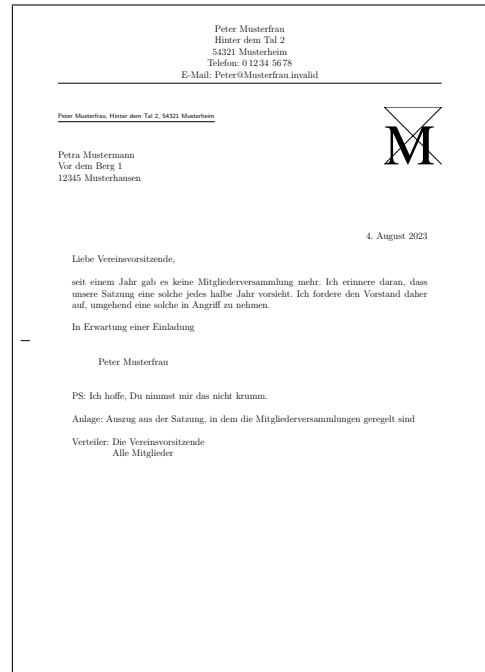 Peter Musterfrau
Hinter dem Tal 2
54321 Musterheim
Telefon: 0 12 34 56 78
E-Mail: Peter@Musterfrau.invalid
Peter Musterfrau, Hinter dem Tal 2, 54321 Musterheim
M
Petra Mustermann
Vor dem Berg 1
12345 Musterhausen
4. August 2023
Liebe Vereinsvorsitzende,
seit einem Jahr gab es keine Mitgliederversammlung mehr. Ich erinnere daran, dass
unsere Satzung eine solche jedes halbe Jahr vorsieht. Ich fordere den Vorstand daher
auf, umgehend eine solche in Angriff zu nehmen.
In Erwartung einer Einladung
Peter Musterfrau
PS: Ich hoffe, Du nimmst mir das nicht krumm.
Anlage: Auszug aus der Satzung, in dem die Mitgliederversammlungen geregelt sind
Verteiler: Die Vereinsvorsitzende
Alle Mitglieder